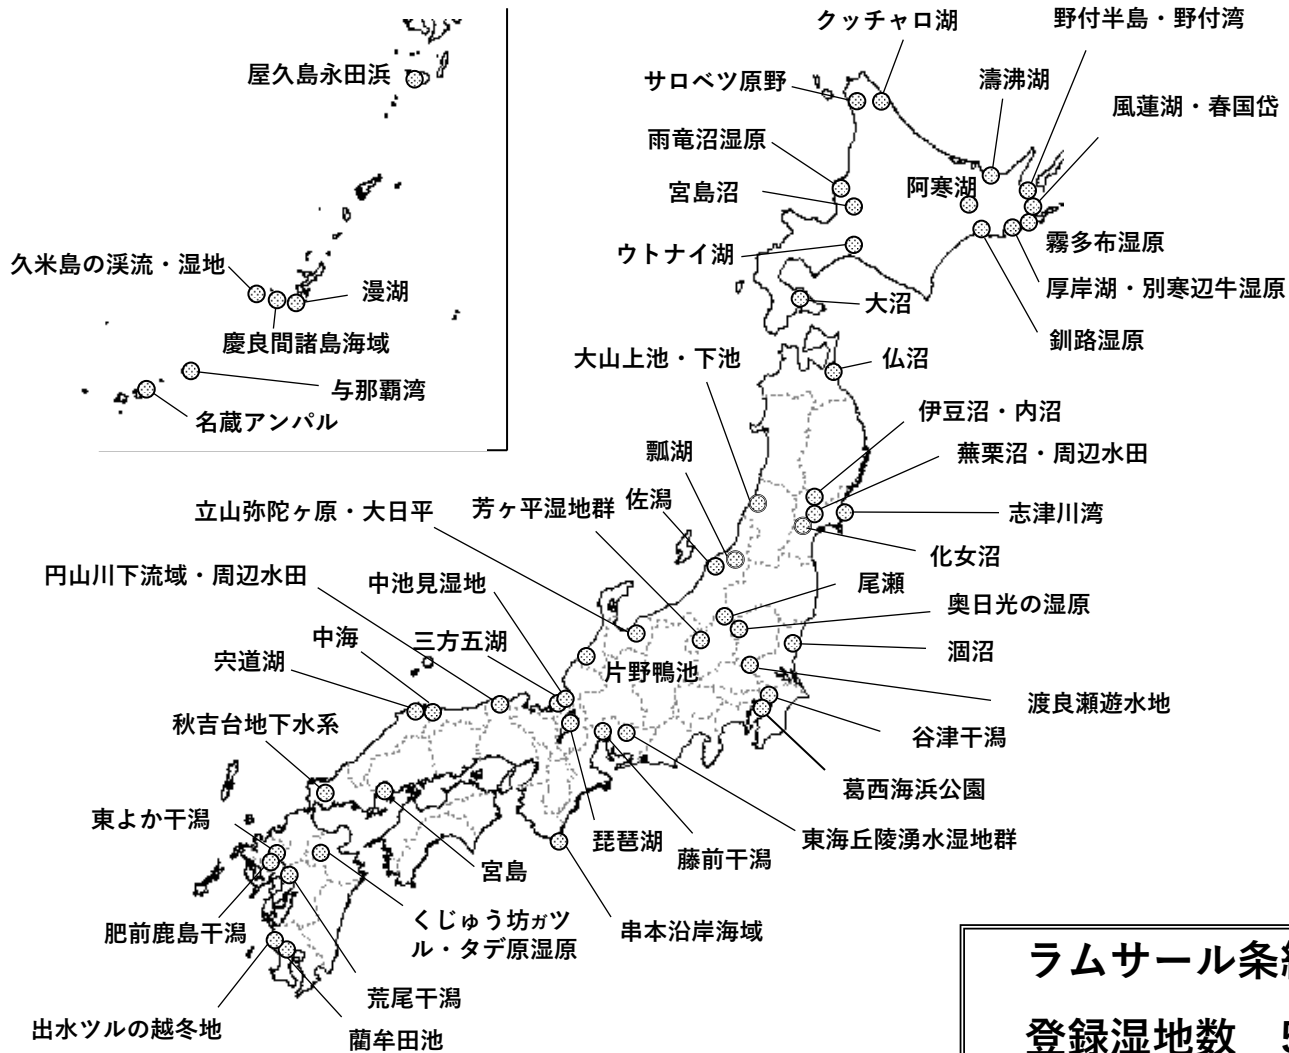 クッチャロ湖
野付半島・野付湾
サロベツ原野
濤沸湖
風蓮湖・春国岱
雨竜沼湿原
宮島沼
阿寒湖
ウトナイ湖
霧多布湿原
厚岸湖・別寒辺牛湿原
大沼
釧路湿原
屋久島永田浜
久米島の渓流・湿地
漫湖
慶良間諸島海域
与那覇湾
名蔵アンパル
大山上池・下池
仏沼
伊豆沼・内沼
蕪栗沼・周辺水田
瓢湖
佐潟
志津川湾
化女沼
立山弥陀ヶ原・大日平
芳ヶ平湿地群
円山川下流域・周辺水田
中池見湿地
尾瀬
奥日光の湿原
中海
三方五湖
宍道湖
片野鴨池
涸沼
渡良瀬遊水地
秋吉台地下水系
谷津干潟
葛西海浜公園
東よか干潟
琵琶湖
藤前干潟
東海丘陵湧水湿地群
宮島
肥前鹿島干潟
くじゅう坊ガツ
ル・タデ原湿原
串本沿岸海域
荒尾干潟
出水ツルの越冬地
藺牟田池
ラムサール条
登録湿地数